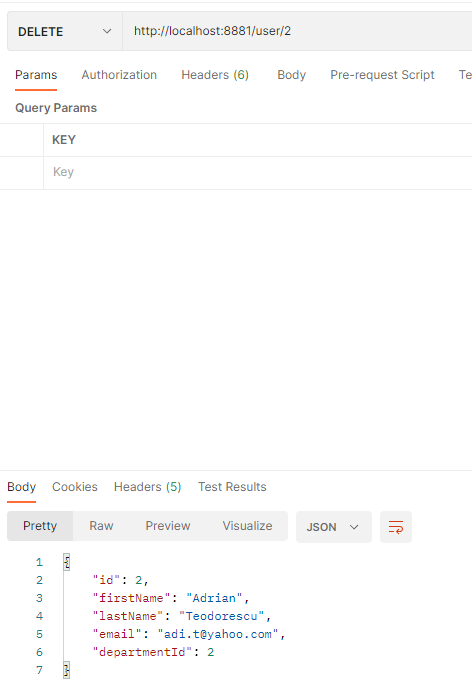 DELETE http://localhost:8881/user/2
Params Authorization Headers (6) Body Pre-request Script Te
Query Params
KEY
Key
Body Cookies Headers (5) Test Results
Pretty Raw Preview Visualize JSON
1 {
2 "id": 2,
3 "firstName": "Adrian",
4 "lastName": "Teodorescu",
5 "email": "adi.t@yahoo.com",
6 "departmentId": 2
7 }